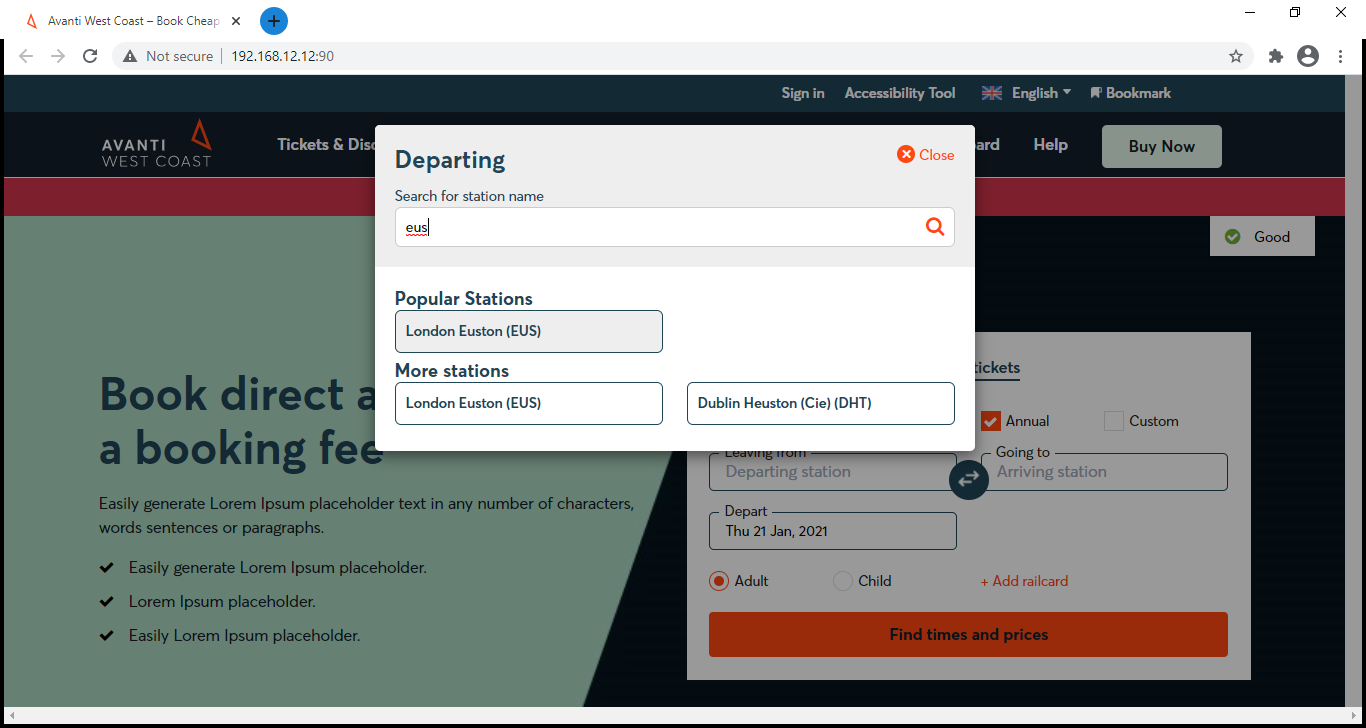 Avanti West Coast – Book Cheap
Not secure 192.168.12.12:90
Sign in Accessibility Tool English Bookmark
AVANTI
WEST COAST
Tickets & Disc
ard Help Buy Now
Departing
Close
Search for station name
eus
Good
Popular Stations
London Euston (EUS)
More stations
London Euston (EUS) Dublin Heuston (Cie) (DHT)
Book direct a
a booking fee
Easily generate Lorem Ipsum placeholder text in any number of characters,
words sentences or paragraphs.
Easily generate Lorem Ipsum placeholder.
Lorem Ipsum placeholder.
Easily Lorem Ipsum placeholder.
tickets
Annual Custom
Leaving from Going to
Departing station Arriving station
Depart
Thu 21 Jan, 2021
Adult Child + Add railcard
Find times and prices